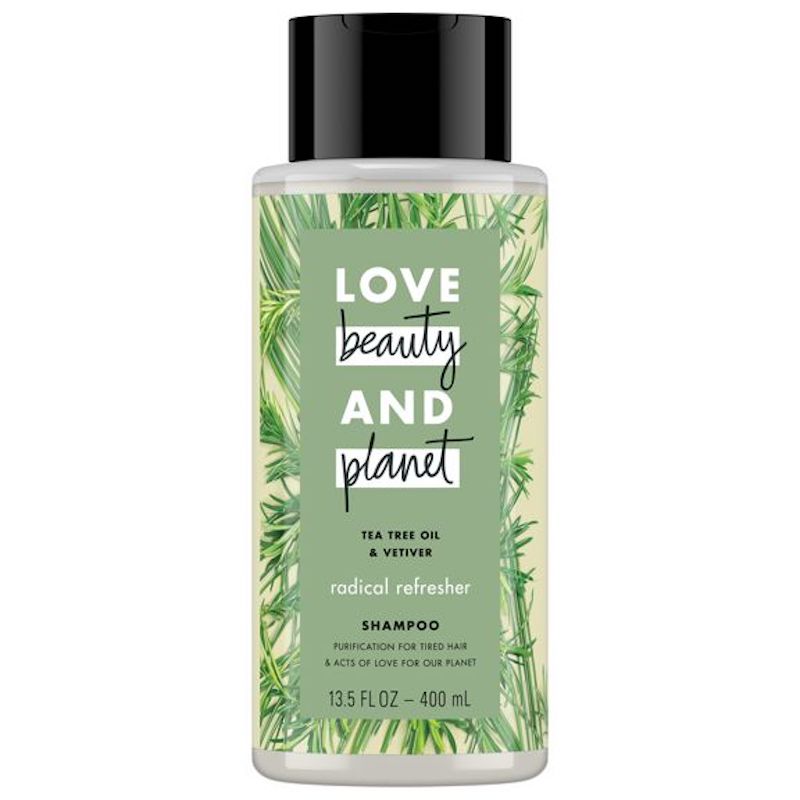 LOVE
beauty
AND
planet
TEA TREE OIL
& VETIVER
radical refresher
SHAMPOO
PURIFICATION FOR TIRED HAIR
& ACTS OF LOVE FOR OUR PLANET
13.5 FL OZ – 400 mL